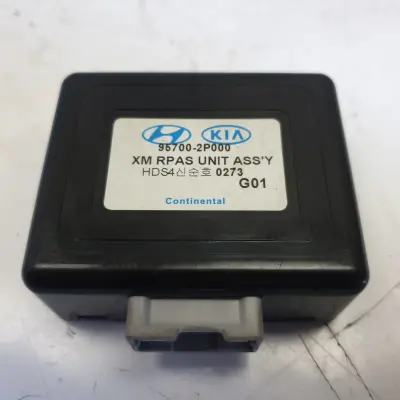 KIA
95700-2P000
XM RPAS UNIT ASS'Y
HDS4신순호 0273
G01
Continental